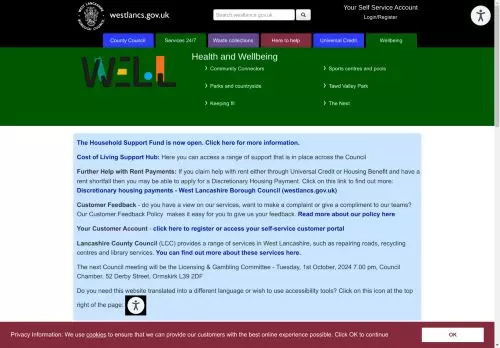 westlancs.gov.uk
Search westlancs.gov.uk
Your Self Service Account
Login/Register
County Council
Services 24/7
Waste collections
Here to help
Universal Credit
Wellbeing
WELL
Health and Wellbeing
Community Connectors
Sports centres and pools
Parks and countryside
Tawd Valley Park
Keeping fit
The Nest
The Household Support Fund is now open. Click here for more information.
Cost of Living Support Hub: Here you can access a range of support that is in place across the Council
Further Help with Rent Payments: If you claim help with rent either through Universal Credit or Housing Benefit and have a
rent shortfall then you may be able to apply for a Discretionary Housing Payment. Click on this link to find out more:
Discretionary housing payments - West Lancashire Borough Council (westlancs.gov.uk)
Customer Feedback - do you have a view on our services, want to make a complaint or give a compliment to our teams?
Our Customer Feedback Policy makes it easy for you to give us your feedback. Read more about our policy here
Your Customer Account - click here to register or access your self-service customer portal
Lancashire County Council (LCC) provides a range of services in West Lancashire, such as repairing roads, recycling
centres and library services. You can find out more about these services here.
The next Council meeting will be the Licensing & Gambling Committee - Tuesday, 1st October, 2024 7.00 pm, Council
Chamber, 52 Derby Street, Ormskirk L39 2DF
Do you need this website translated into a different language or wish to use accessibility tools? Click on this icon at the top
right of the page:
Privacy Information: We use cookies to ensure that we can provide our customers with the best online experience possible. Click OK to continue
OK